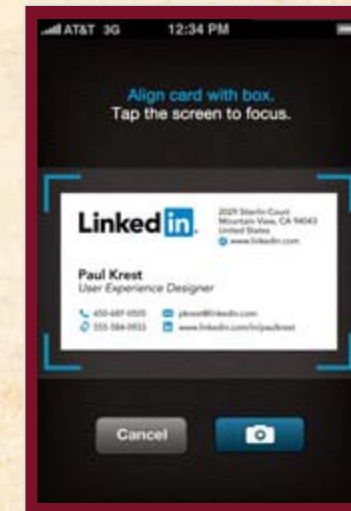 AT&T 3G 12:34 PM
Align card with box.
Tap the screen to focus.
Linked in.
2029 Stierlin Court
Mountain View, CA 94043
United States
www.linkedin.com
Paul Krest
User Experience Designer
650-687-0505 pkrest@linkedin.com
555-584-0933 www.linkedin.com/in/paulkrest
Cancel